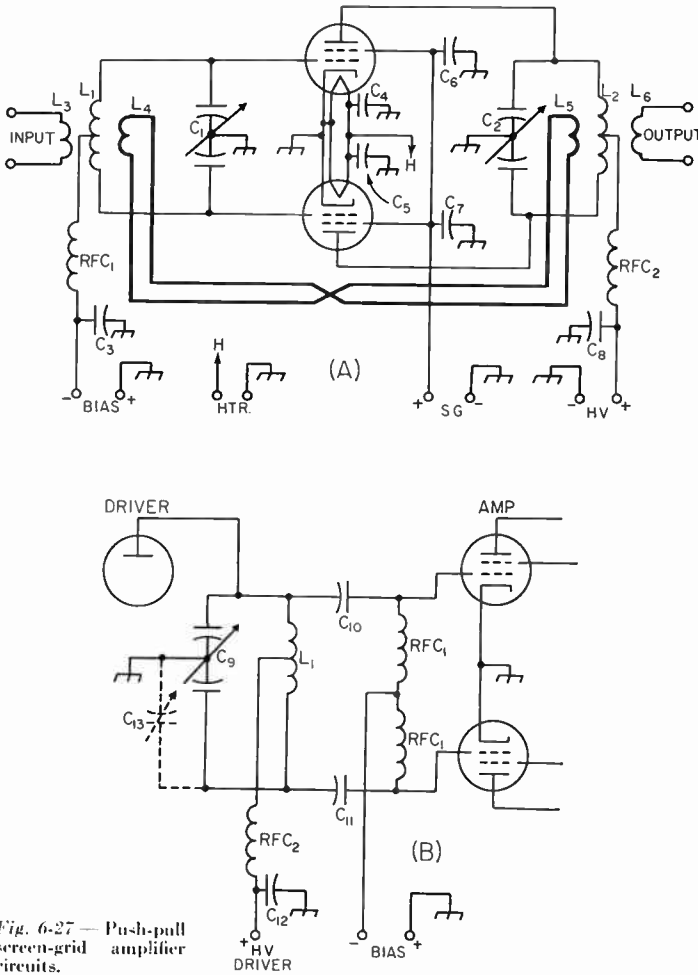 L3
L1
L4
C1
C4
C6
C2
L5
L2
L6
INPUT
OUTPUT
H
C5
C7
RFC1
RFC2
C3
C8
H
(A)
- BIAS +
HTR.
+ SG -
- HV +
DRIVER
AMP
C10
RFC1
C9
L1
C13
RFC1
C11
RFC2
(B)
C12
+ HV
DRIVER
- BIAS +
Fig. 6-27 — Push-pull
screen-grid amplifier
circuits.